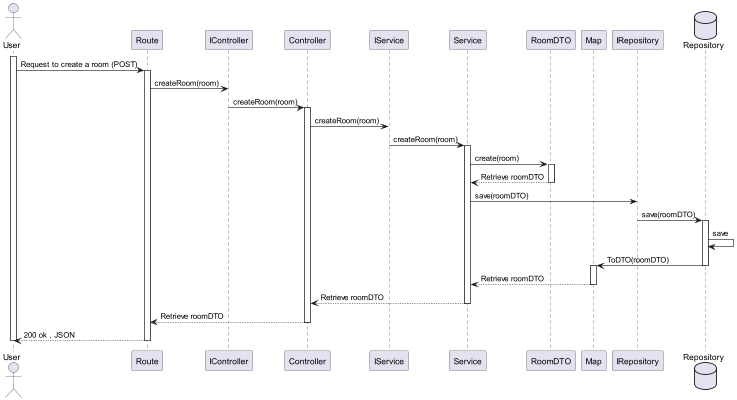 User
Route
IController
Controller
IService
Service
RoomDTO
Map
IRepository
Repository
Request to create a room (POST)
createRoom(room)
createRoom(room)
createRoom(room)
createRoom(room)
create(room)
Retrieve roomDTO
save(roomDTO)
save(roomDTO)
save
ToDTO(roomDTO)
Retrieve roomDTO
Retrieve roomDTO
Retrieve roomDTO
200 ok , JSON
User
Route
IController
Controller
IService
Service
RoomDTO
Map
IRepository
Repository